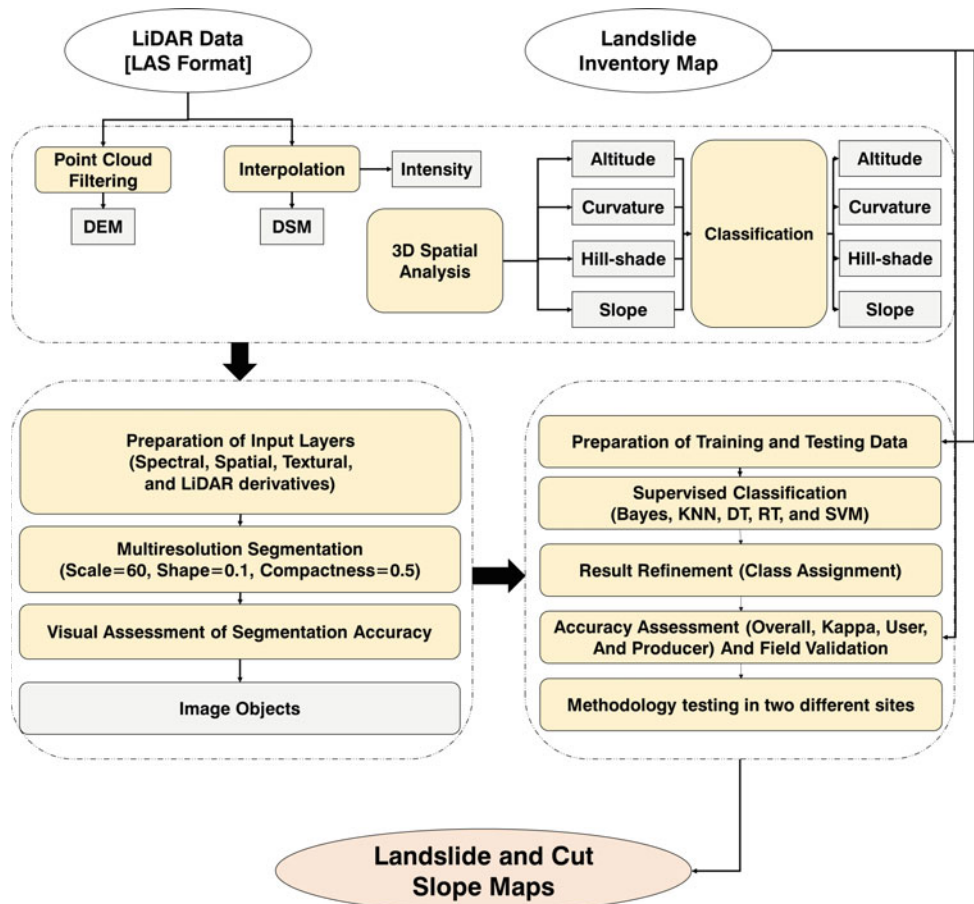 LiDAR Data
[LAS Format]
Landslide
Inventory Map
Point Cloud
Filtering
DEM
Interpolation
DSM
Intensity
3D Spatial
Analysis
Altitude
Curvature
Hill-shade
Slope
Classification
Altitude
Curvature
Hill-shade
Slope
Preparation of Input Layers
(Spectral, Spatial, Textural,
and LiDAR derivatives)
Multiresolution Segmentation
(Scale=60, Shape=0.1, Compactness=0.5)
Visual Assessment of Segmentation Accuracy
Image Objects
Preparation of Training and Testing Data
Supervised Classification
(Bayes, KNN, DT, RT, and SVM)
Result Refinement (Class Assignment)
Accuracy Assessment (Overall, Kappa, User,
And Producer) And Field Validation
Methodology testing in two different sites
Landslide and Cut
Slope Maps